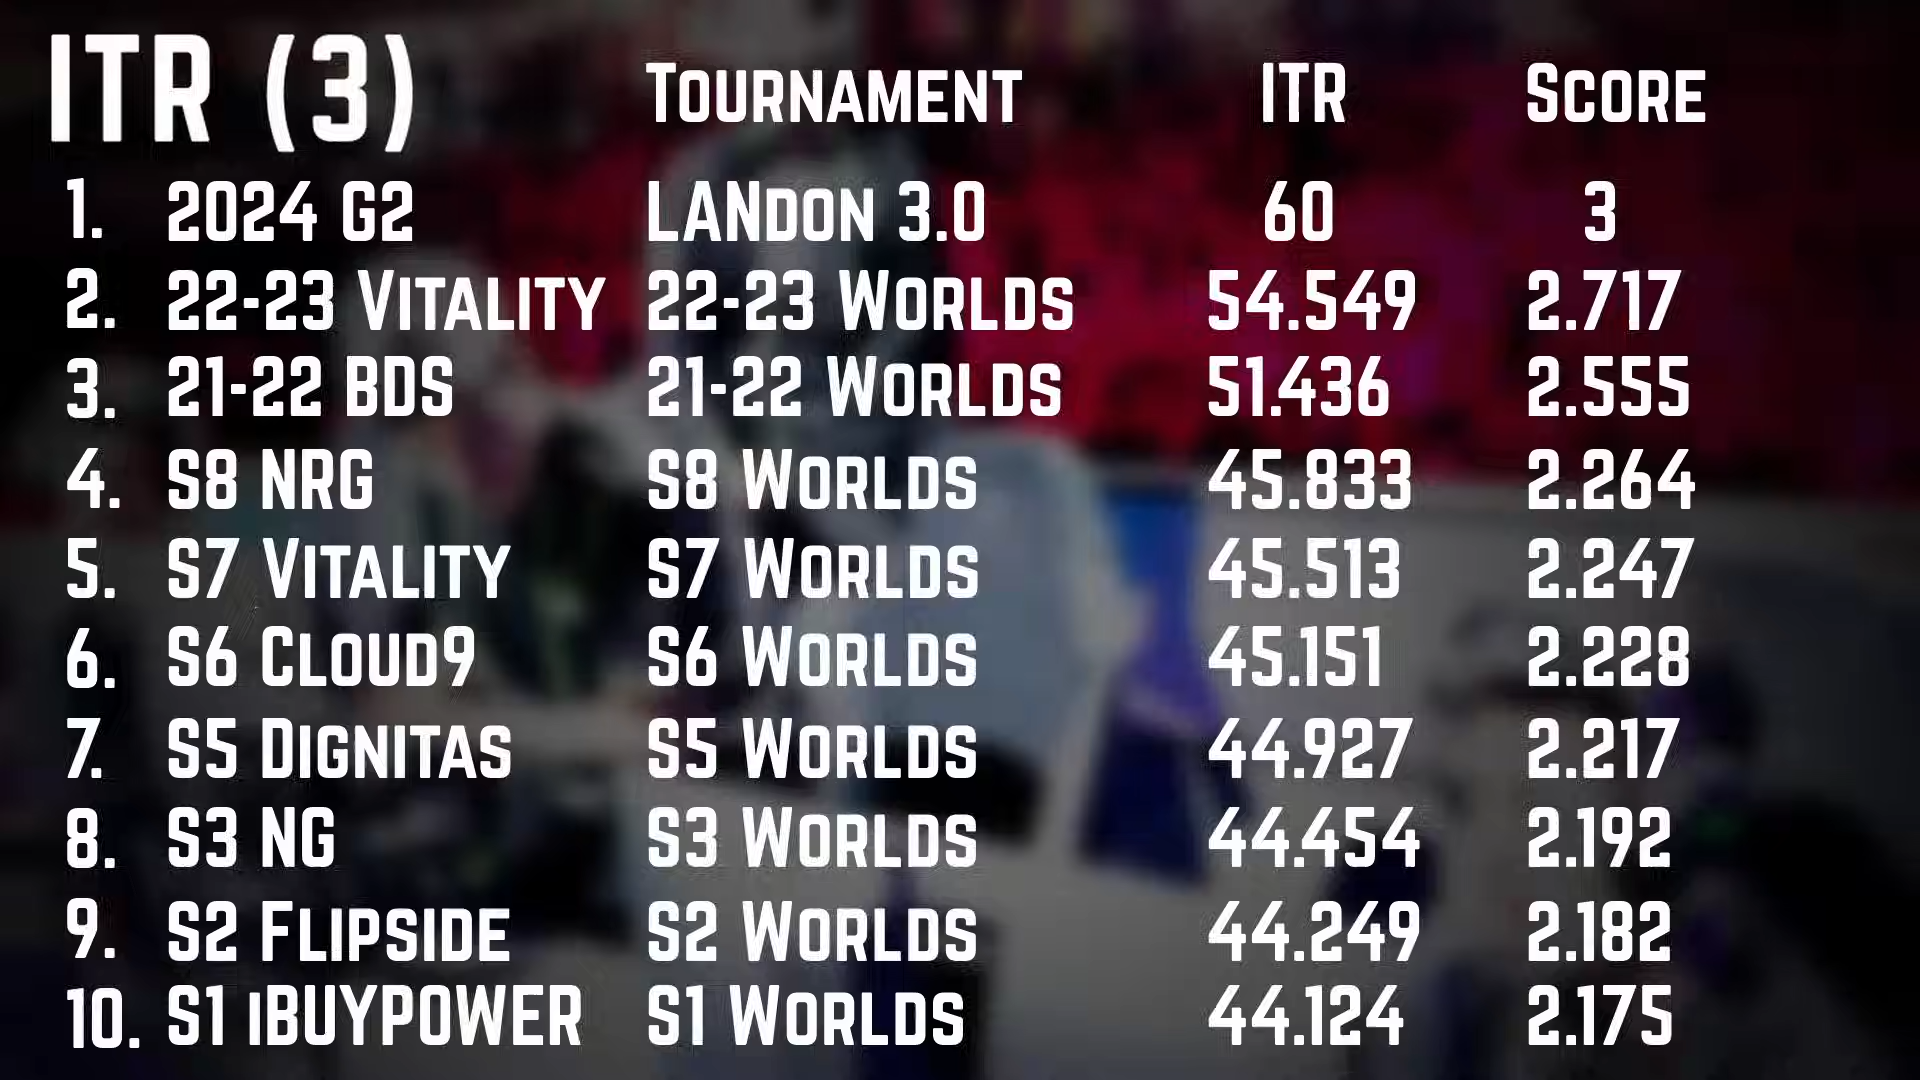 ITR (3) Tournament ITR Score
1. 2024 G2 LANdon 3.0 60 3
2. 22-23 Vitality 22-23 Worlds 54.549 2.717
3. 21-22 BDS 21-22 Worlds 51.436 2.555
4. S8 NRG S8 Worlds 45.833 2.264
5. S7 Vitality S7 Worlds 45.513 2.247
6. S6 Cloud9 S6 Worlds 45.151 2.228
7. S5 Dignitas S5 Worlds 44.927 2.217
8. S3 NG S3 Worlds 44.454 2.192
9. S2 Flipside S2 Worlds 44.249 2.182
10. S1 iBUYPOWER S1 Worlds 44.124 2.175